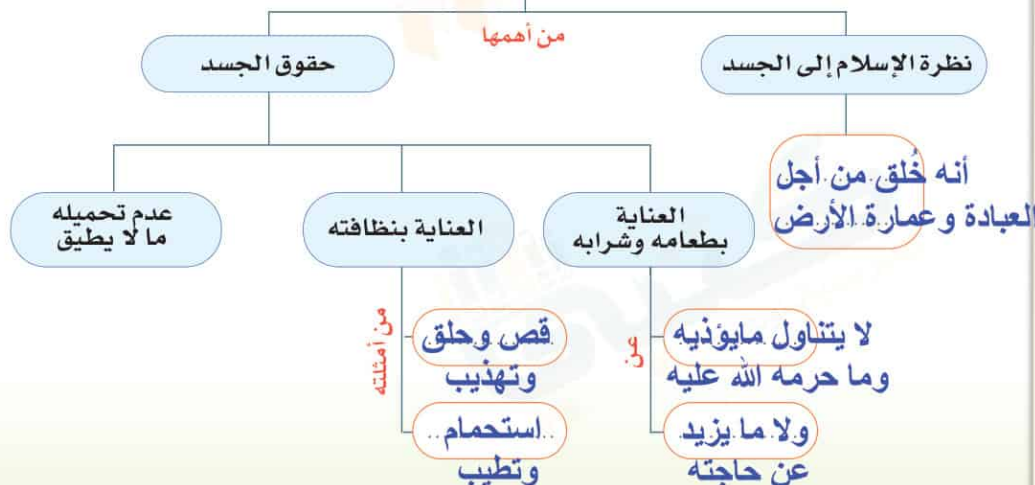 من أهمها
نظرة الإسلام إلى الجسد
حقوق الجسد
أنه خُلق من أجل
العبادة وعمارة الأرض
العناية
بطعامه وشرابه
العناية بنظافته
عدم تحميله
ما لا يطيق
عن
لا يتناول مايؤذيه
وما حرمه الله عليه
ولا ما يزيد
عن حاجته
من أمثلته
قص وحلق
وتهذيب
استحمام
وتطيب